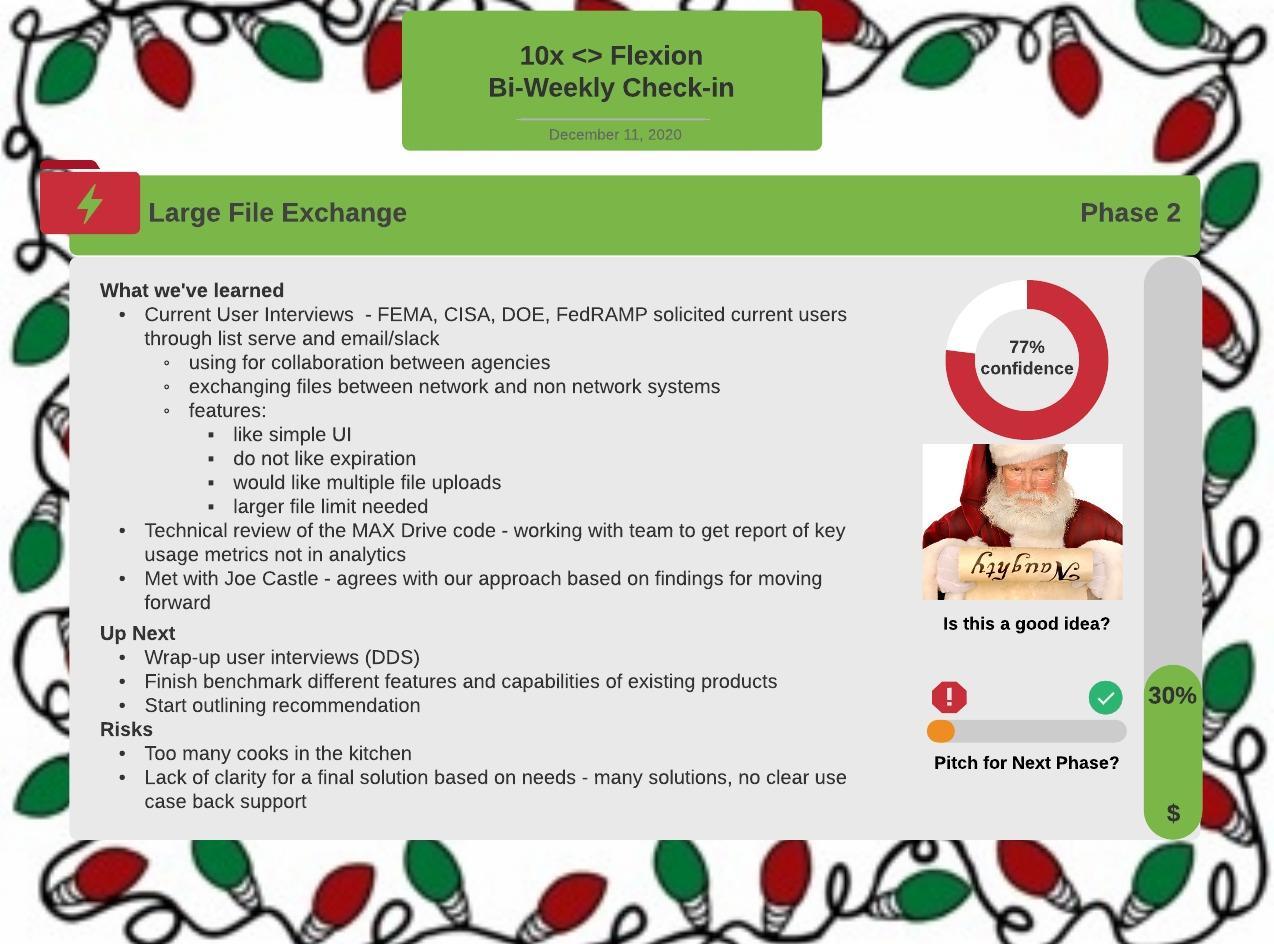 10x <> Flexion
Bi-Weekly Check-in
December 11, 2020
Large File Exchange
Phase 2
What we've learned
• Current User Interviews - FEMA, CISA, DOE, FedRAMP solicited current users
through list serve and email/slack
◦ using for collaboration between agencies
◦ exchanging files between network and non network systems
◦ features:
▪ like simple UI
▪ do not like expiration
▪ would like multiple file uploads
▪ larger file limit needed
• Technical review of the MAX Drive code - working with team to get report of key
usage metrics not in analytics
• Met with Joe Castle - agrees with our approach based on findings for moving
forward
Up Next
• Wrap-up user interviews (DDS)
• Finish benchmark different features and capabilities of existing products
• Start outlining recommendation
Risks
• Too many cooks in the kitchen
• Lack of clarity for a final solution based on needs - many solutions, no clear use
case back support
77%
confidence
Naughty
Is this a good idea?
Pitch for Next Phase?
30%
$